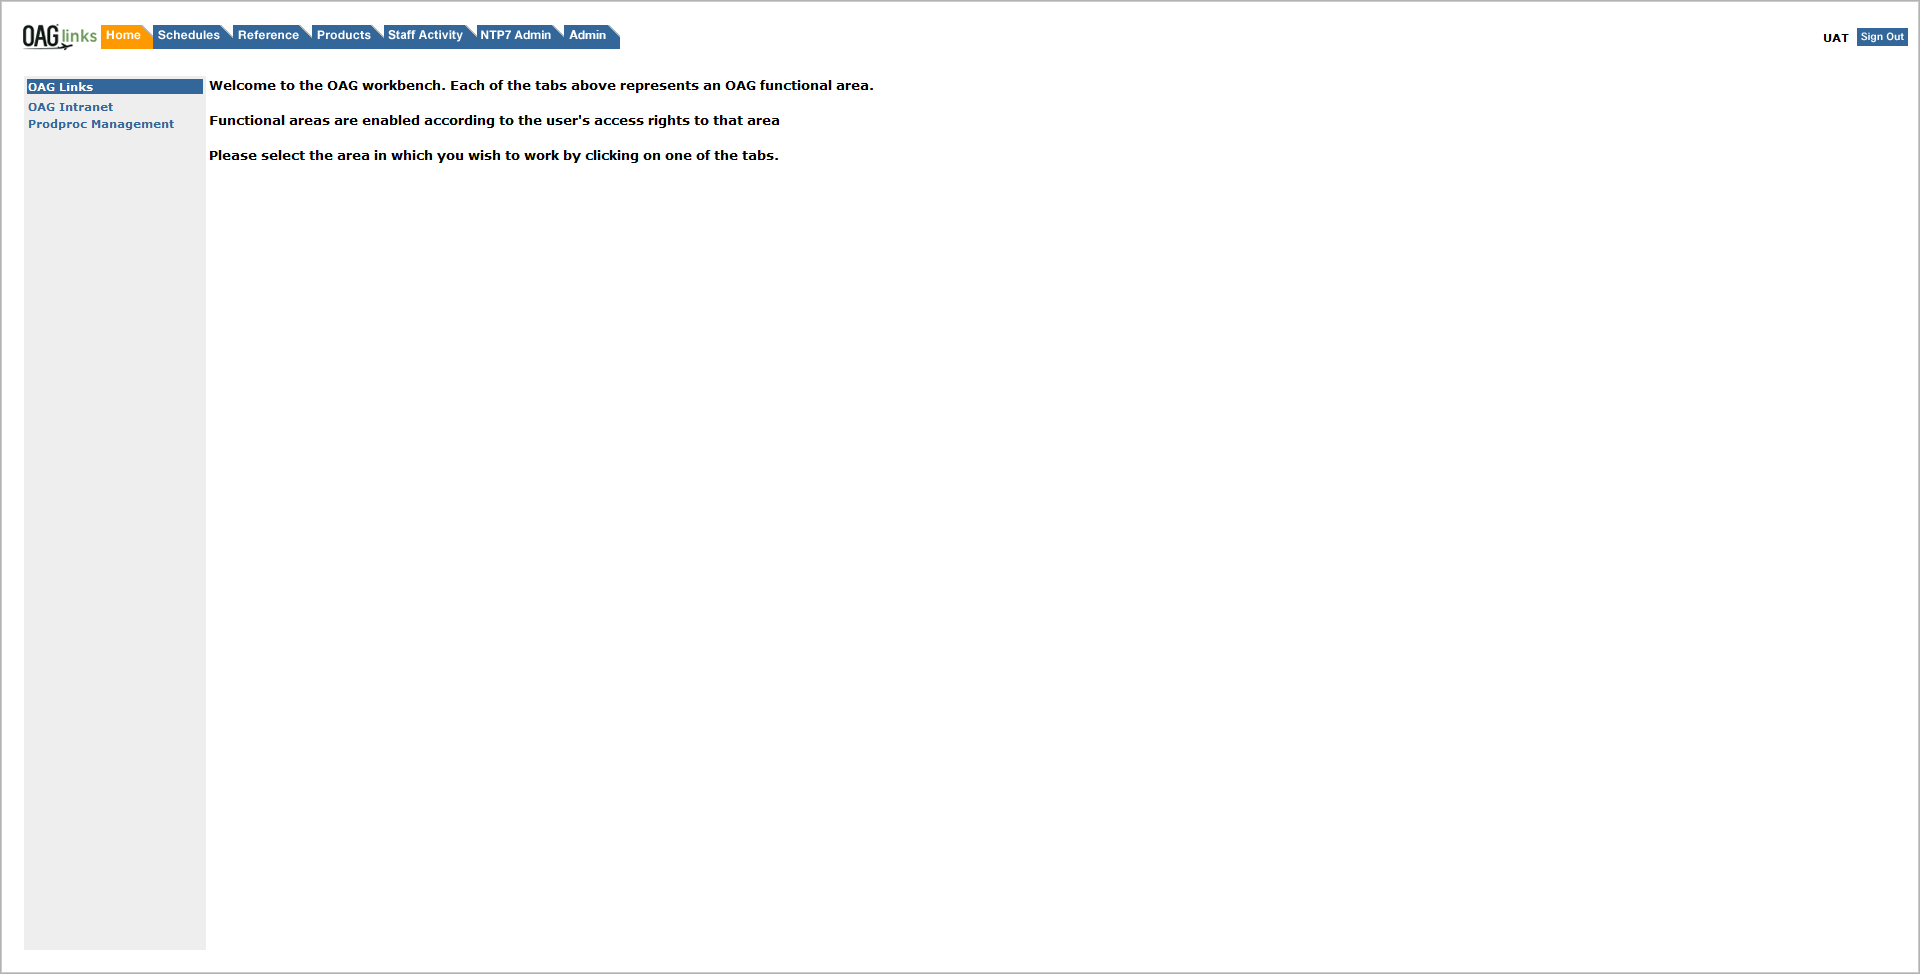 OAG links Home Schedules Reference Products Staff Activity NTP7 Admin Admin
UAT Sign Out
OAG Links
OAG Intranet
Prodproc Management
Welcome to the OAG workbench. Each of the tabs above represents an OAG functional area.
Functional areas are enabled according to the user's access rights to that area
Please select the area in which you wish to work by clicking on one of the tabs.